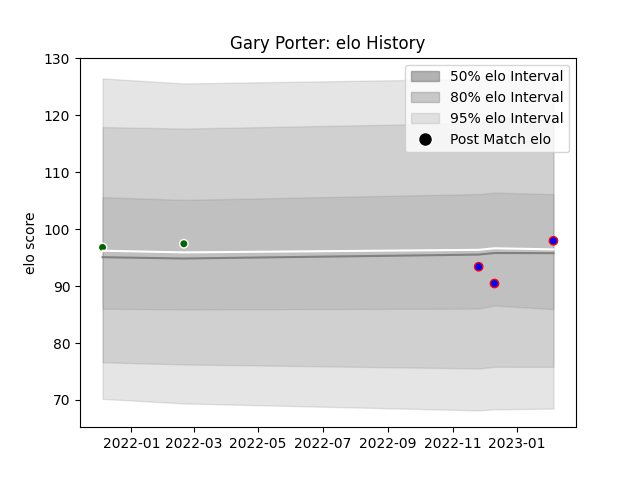 Gary Porter: elo History
130
120
110
100
90
80
70
elo score
50% elo Interval
80% elo Interval
95% elo Interval
Post Match elo
2022-01 2022-03 2022-05 2022-07 2022-09 2022-11 2023-01